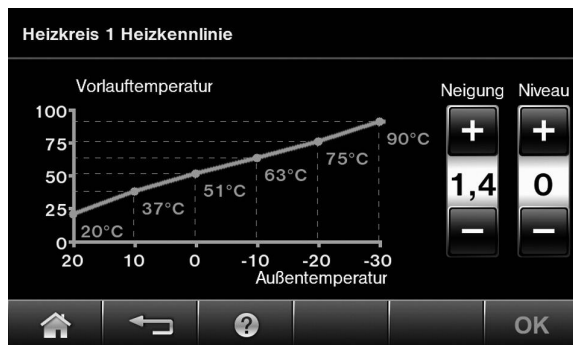 Heizkreis 1 Heizkennlinie
Vorlauftemperatur
Neigung Niveau
100
75
50
25
0
20°C
37°C
51°C
63°C
75°C
90°C
20 10 0 -10 -20 -30
Außentemperatur
+ +
1,4 0
− −
?
OK